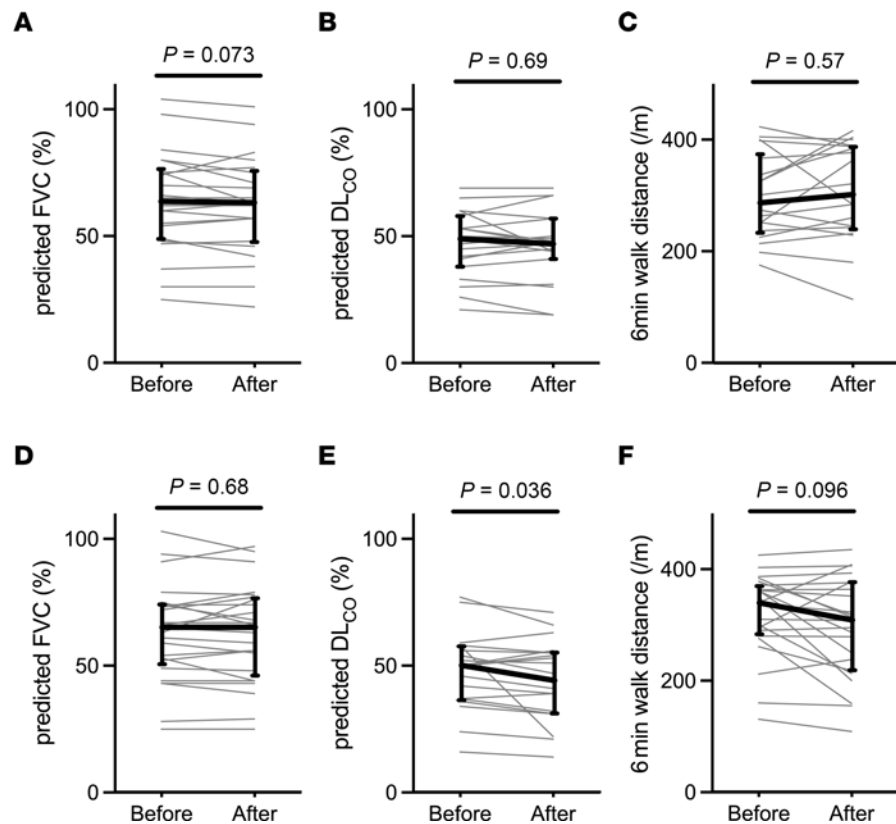 A
P = 0.073
predicted FVC (%)
100
50
0
Before After
B
P = 0.69
predicted DLCO (%)
100
50
0
Before After
C
P = 0.57
6min walk distance (/m)
400
200
0
Before After
D
P = 0.68
predicted FVC (%)
100
50
0
Before After
E
P = 0.036
predicted DLCO (%)
100
50
0
Before After
F
P = 0.096
6min walk distance (/m)
400
200
0
Before After